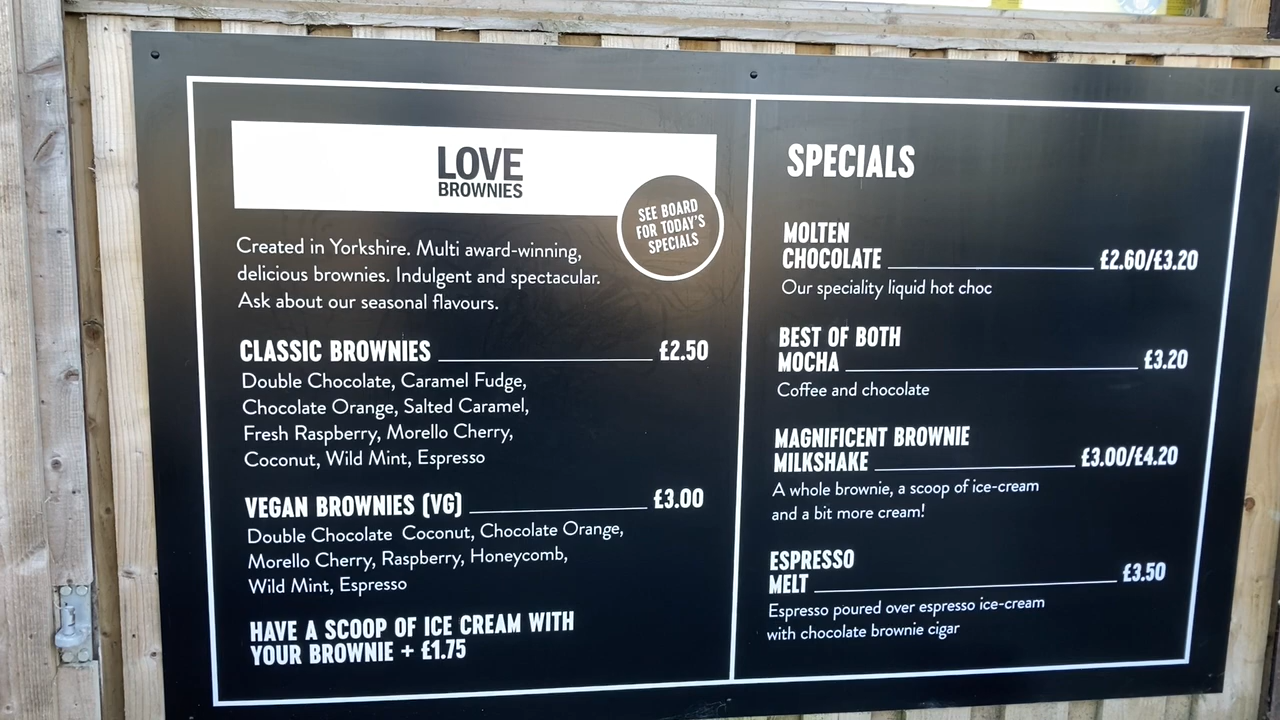 LOVE
BROWNIES
SEE BOARD
FOR TODAY'S
SPECIALS
Created in Yorkshire. Multi award-winning,
delicious brownies. Indulgent and spectacular.
Ask about our seasonal flavours.
CLASSIC BROWNIES £2.50
Double Chocolate, Caramel Fudge,
Chocolate Orange, Salted Caramel,
Fresh Raspberry, Morello Cherry,
Coconut, Wild Mint, Espresso
VEGAN BROWNIES (VG) £3.00
Double Chocolate Coconut, Chocolate Orange,
Morello Cherry, Raspberry, Honeycomb,
Wild Mint, Espresso
HAVE A SCOOP OF ICE CREAM WITH
YOUR BROWNIE + £1.75
SPECIALS
MOLTEN
CHOCOLATE £2.60/£3.20
Our speciality liquid hot choc
BEST OF BOTH
MOCHA £3.20
Coffee and chocolate
MAGNIFICENT BROWNIE
MILKSHAKE £3.00/£4.20
A whole brownie, a scoop of ice-cream
and a bit more cream!
ESPRESSO
MELT £3.50
Espresso poured over espresso ice-cream
with chocolate brownie cigar